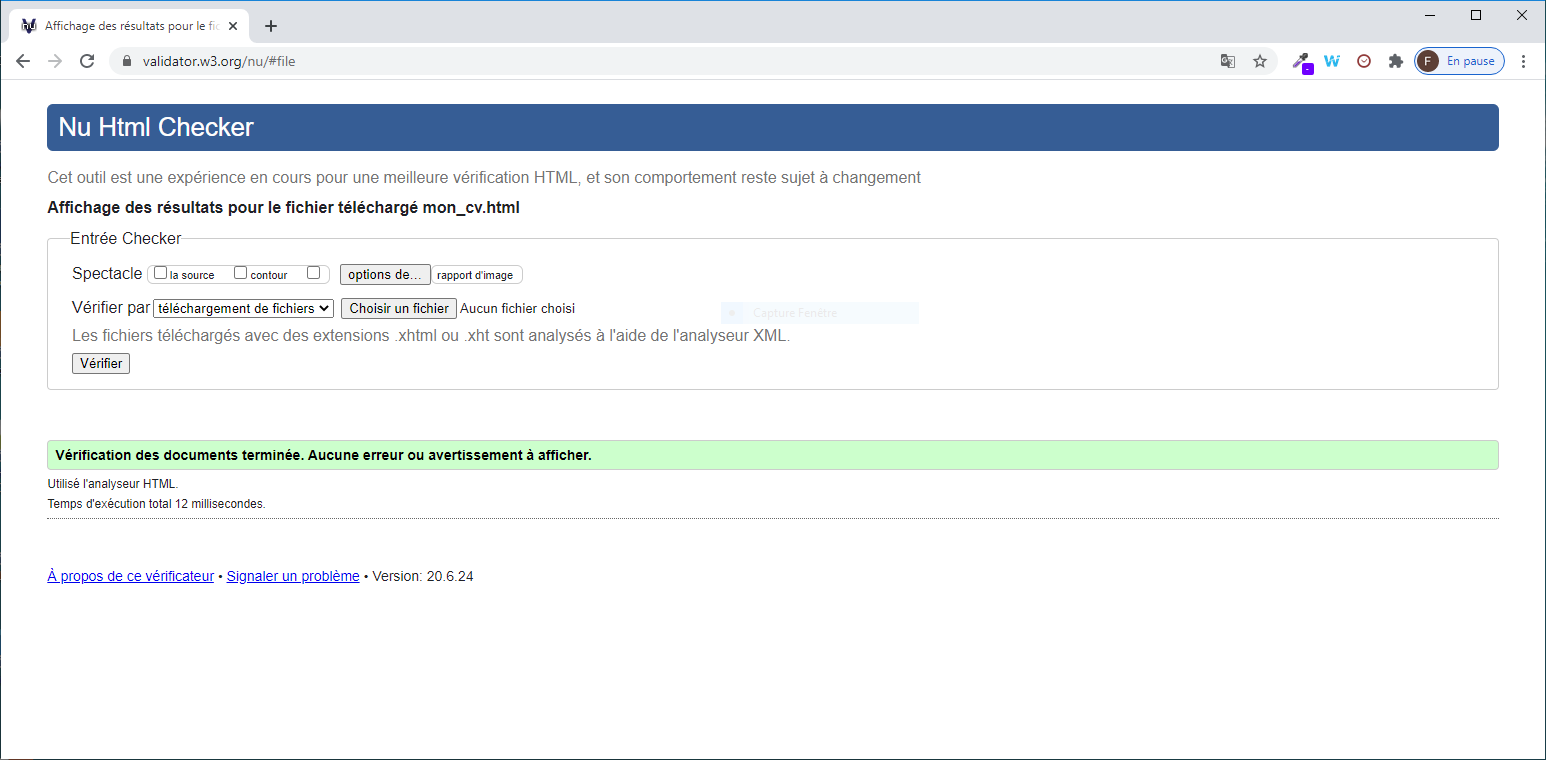 Affichage des résultats pour le fic
validator.w3.org/nu/#file
F En pause
Nu Html Checker
Cet outil est une expérience en cours pour une meilleure vérification HTML, et son comportement reste sujet à changement
Affichage des résultats pour le fichier téléchargé mon_cv.html
Entrée Checker
Spectacle la source contour options de... rapport d'image
Vérifier par téléchargement de fichiers Choisir un fichier Aucun fichier choisi
Capture Fenêtre
Les fichiers téléchargés avec des extensions .xhtml ou .xht sont analysés à l'aide de l'analyseur XML.
Vérifier
Vérification des documents terminée. Aucune erreur ou avertissement à afficher.
Utilisé l'analyseur HTML.
Temps d'exécution total 12 millisecondes.
À propos de ce vérificateur • Signaler un problème • Version: 20.6.24